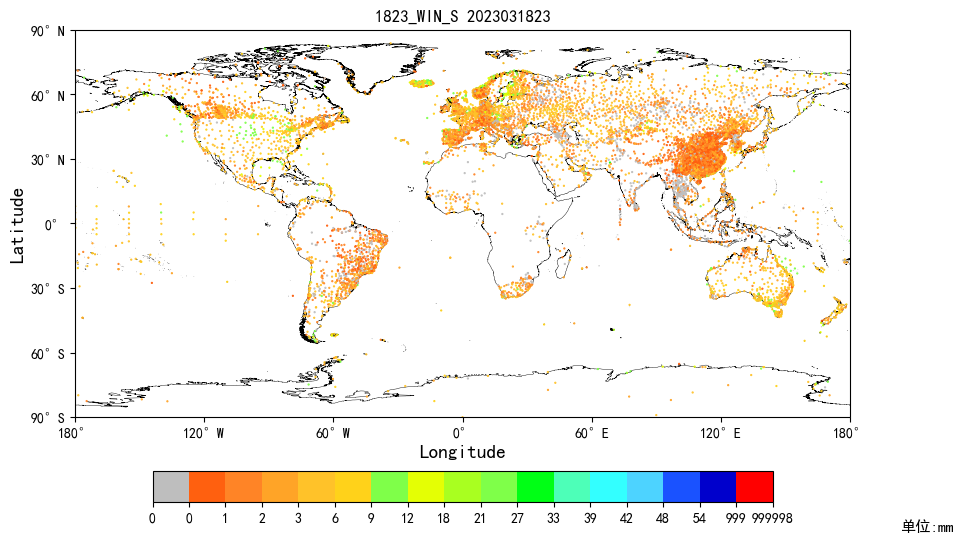 1823_WIN_S 2023031823
90° N
60° N
30° N
0°
30° S
60° S
90° S
Latitude
180° 120° W 60° W 0° 60° E 120° E 180°
Longitude
0 0 1 2 3 6 9 12 18 21 27 33 39 42 48 54 999 999998
单位:mm